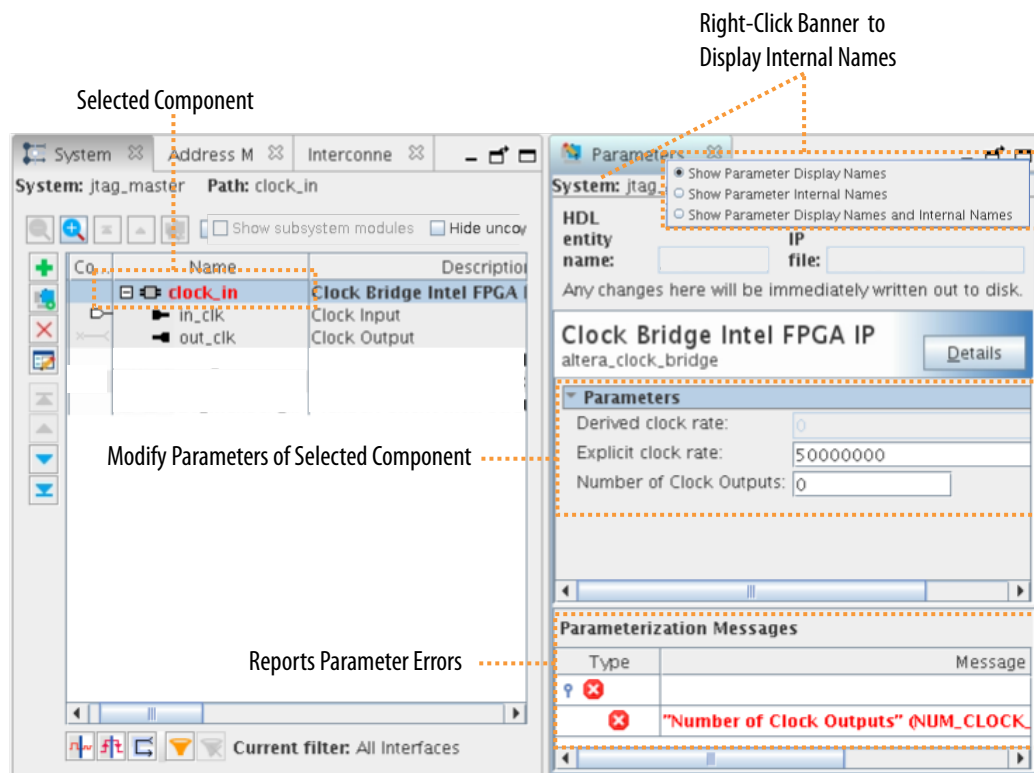 Right-Click Banner to
Display Internal Names
Selected Component
System
Address M
Interconne
System: jtag_master Path: clock_in
Show subsystem modules
Hide
Co...
Name
Description
clock_in
Clock Bridge Intel FPGA I
in_clk
Clock Input
out_clk
Clock Output
Modify Parameters of Selected Component
Reports Parameter Errors
Current filter: All Interfaces
Parameters
System: jtag_
Show Parameter Display Names
Show Parameter Internal Names
Show Parameter Display Names and Internal Names
HDL
entity
name:
IP
file:
Any changes here will be immediately written out to disk.
Clock Bridge Intel FPGA IP
altera_clock_bridge
Details
Parameters
Derived clock rate:
0
Explicit clock rate:
50000000
Number of Clock Outputs:
0
Parameterization Messages
Type
Message
"Number of Clock Outputs" (NUM_CLOCK_